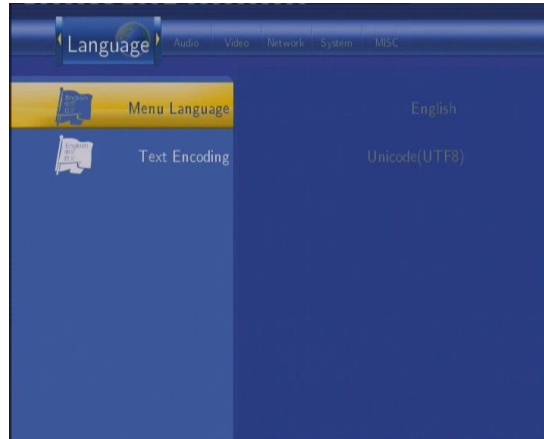 Language Audio Video Network System MISC
Menu Language English
Text Encoding Unicode(UTF8)